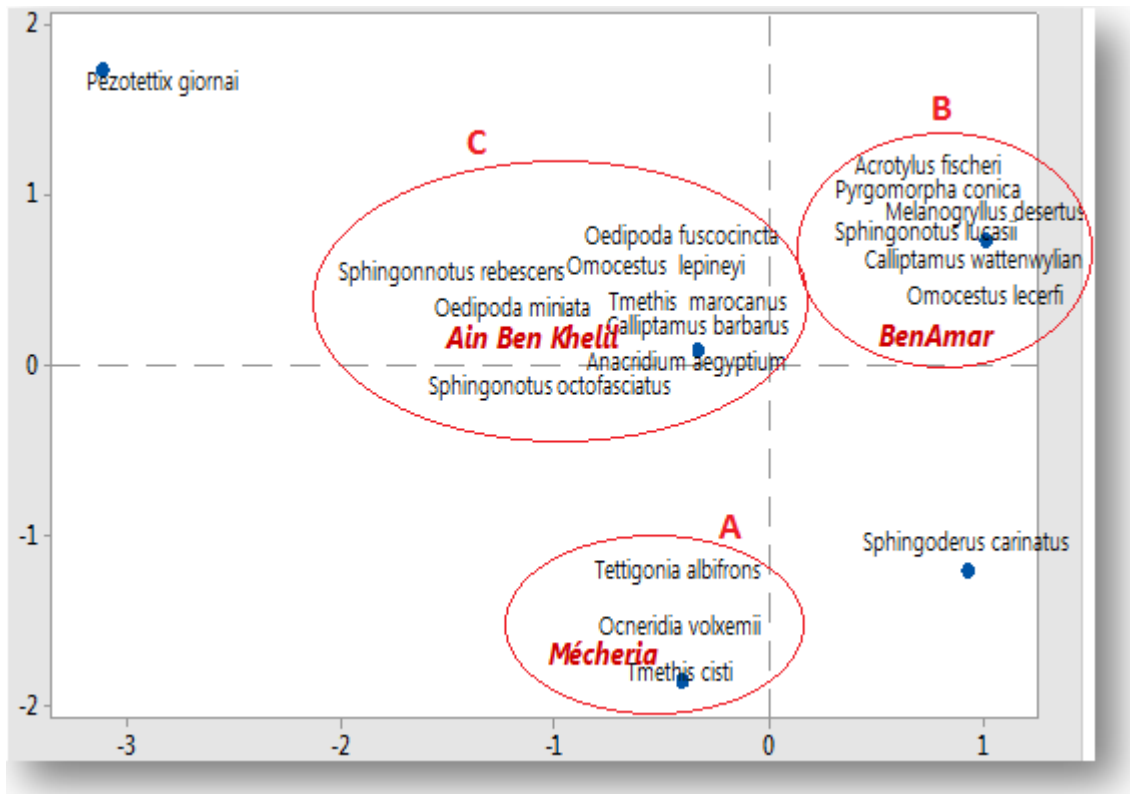 2
Pezotettix giornai
B
C
Acrotylus fischeri
Pyrgomorpha conica
1
Melanogryllus desertus
Oedipoda fuscocincta
Sphingonotus lucasii
Sphingonnotus rebescens
Omocestus lepineyi
Calliptamus wattenwylian
Oedipoda miniata
Tmethis marocanus
Omocestus lecerfi
Ain Ben Khelil
Calliptamus barbarus
BenAmar
0
Anacridium aegyptium
Sphingonotus octofasciatus
-1
A
Sphingoderus carinatus
Tettigonia albifrons
Ocneridia volxemii
Mécheria
Tmethis cisti
-2
-3 -2 -1 0 1